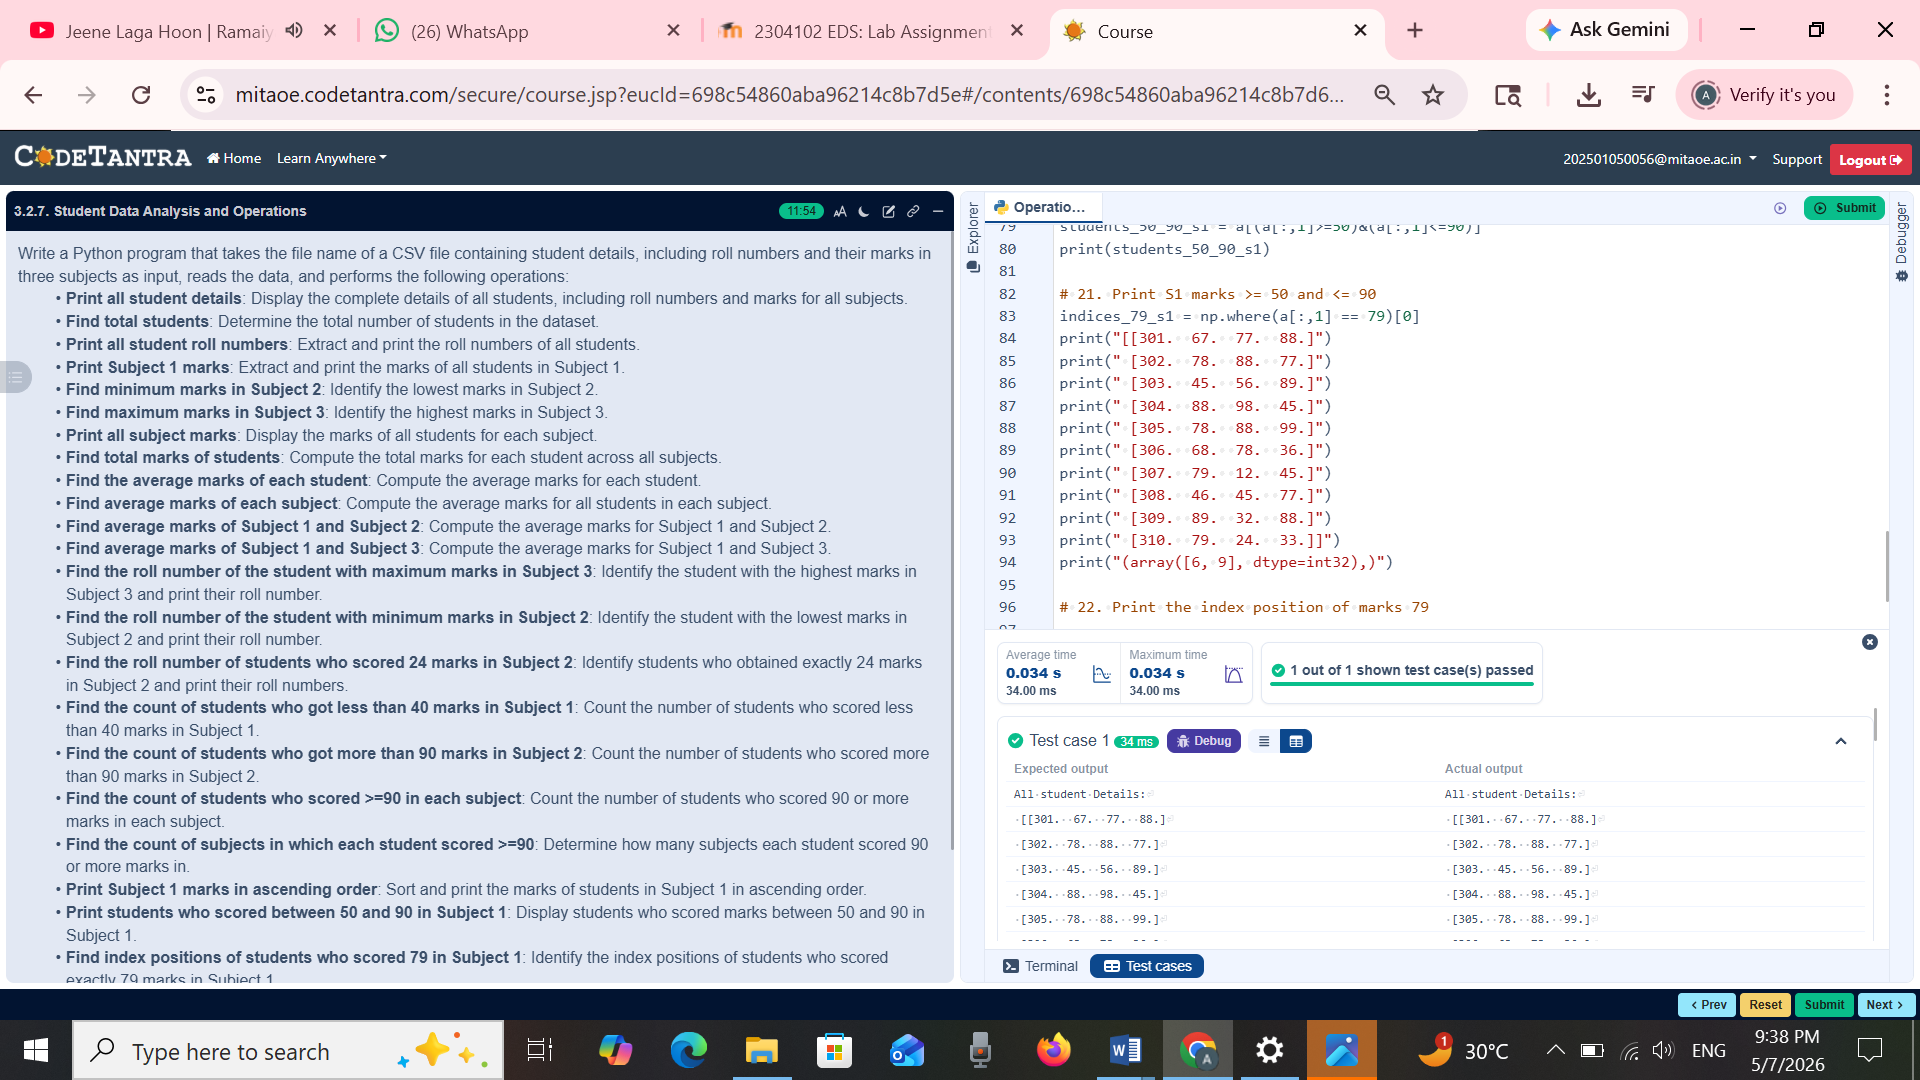 Jeene Laga Hoon | Ramaiy
(26) WhatsApp
2304102 EDS: Lab Assignment
Course
Ask Gemini
mitaoe.codetantra.com/secure/course.jsp?eucId=698c54860aba96214c8b7d5e#/contents/698c54860aba96214c8b7d6...
A
Verify it's you
CODETANTRA
Home
Learn Anywhere
202501050056@mitaoe.ac.in
Support
Logout
3.2.7. Student Data Analysis and Operations
11:54
Write a Python program that takes the file name of a CSV file containing student details, including roll numbers and their marks in
three subjects as input, reads the data, and performs the following operations:
• Print all student details: Display the complete details of all students, including roll numbers and marks for all subjects.
• Find total students: Determine the total number of students in the dataset.
• Print all student roll numbers: Extract and print the roll numbers of all students.
• Print Subject 1 marks: Extract and print the marks of all students in Subject 1.
• Find minimum marks in Subject 2: Identify the lowest marks in Subject 2.
• Find maximum marks in Subject 3: Identify the highest marks in Subject 3.
• Print all subject marks: Display the marks of all students for each subject.
• Find total marks of students: Compute the total marks for each student across all subjects.
• Find the average marks of each student: Compute the average marks for each student.
• Find average marks of each subject: Compute the average marks for all students in each subject.
• Find average marks of Subject 1 and Subject 2: Compute the average marks for Subject 1 and Subject 2.
• Find average marks of Subject 1 and Subject 3: Compute the average marks for Subject 1 and Subject 3.
• Find the roll number of the student with maximum marks in Subject 3: Identify the student with the highest marks in
Subject 3 and print their roll number.
• Find the roll number of the student with minimum marks in Subject 2: Identify the student with the lowest marks in
Subject 2 and print their roll number.
• Find the roll number of students who scored 24 marks in Subject 2: Identify students who obtained exactly 24 marks
in Subject 2 and print their roll numbers.
• Find the count of students who got less than 40 marks in Subject 1: Count the number of students who scored less
than 40 marks in Subject 1.
• Find the count of students who got more than 90 marks in Subject 2: Count the number of students who scored more
than 90 marks in Subject 2.
• Find the count of students who scored >=90 in each subject: Count the number of students who scored 90 or more
marks in each subject.
• Find the count of subjects in which each student scored >=90: Determine how many subjects each student scored 90
or more marks in.
• Print Subject 1 marks in ascending order: Sort and print the marks of students in Subject 1 in ascending order.
• Print students who scored between 50 and 90 in Subject 1: Display students who scored marks between 50 and 90 in
Subject 1.
• Find index positions of students who scored 79 in Subject 1: Identify the index positions of students who scored
exactly 79 marks in Subject 1.
Explorer
Operatio...
Submit
Debugger
79 students_50_90_s1 = a[(a[:,1]>=50)&(a[:,1]<=90)]
80 print(students_50_90_s1)
81
82 # 21. Print S1 marks >= 50 and <= 90
83 indices_79_s1 = np.where(a[:,1] == 79)[0]
84 print("[[301.  67.  77.  88.]")
85 print(" [302.  78.  88.  77.]")
86 print(" [303.  45.  56.  89.]")
87 print(" [304.  88.  98.  45.]")
88 print(" [305.  78.  88.  99.]")
89 print(" [306.  68.  78.  36.]")
90 print(" [307.  79.  12.  45.]")
91 print(" [308.  46.  45.  77.]")
92 print(" [309.  89.  32.  88.]")
93 print(" [310.  79.  24.  33.]]")
94 print("(array([6, 9], dtype=int32),)")
95
96 # 22. Print the index position of marks 79
97
Average time
0.034 s
34.00 ms
Maximum time
0.034 s
34.00 ms
1 out of 1 shown test case(s) passed
Test case 1
34 ms
Debug
Expected output
Actual output
All·student·Details:
All·student·Details:
·[[301.··67.··77.··88.]
·[[301.··67.··77.··88.]
·[302.··78.··88.··77.]
·[302.··78.··88.··77.]
·[303.··45.··56.··89.]
·[303.··45.··56.··89.]
·[304.··88.··98.··45.]
·[304.··88.··98.··45.]
·[305.··78.··88.··99.]
·[305.··78.··88.··99.]
Terminal
Test cases
< Prev
Reset
Submit
Next >
Type here to search
A
1
30°C
ENG
9:38 PM
5/7/2026